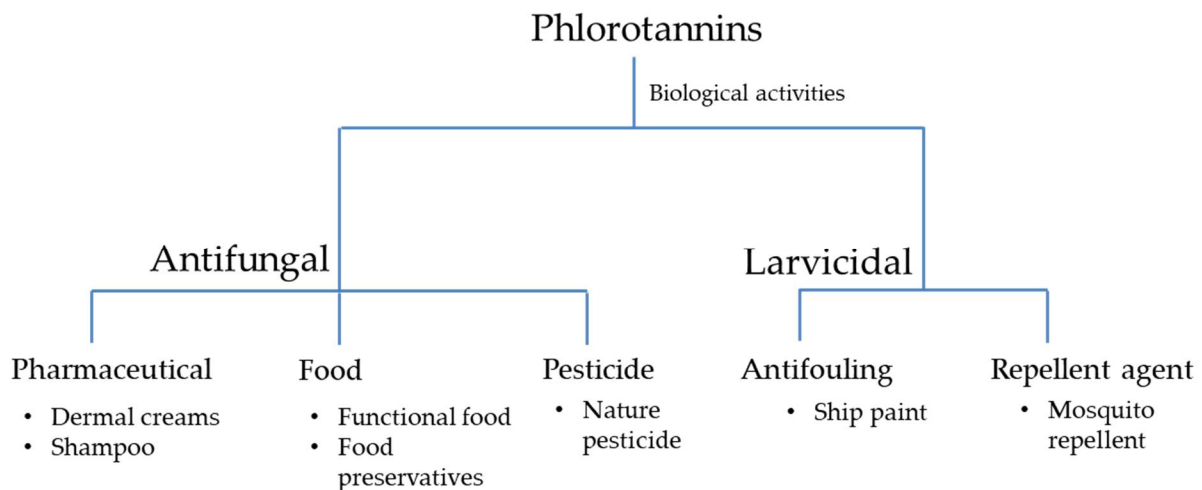 Phlorotannins
Biological activities
Antifungal
Larvicidal
Pharmaceutical
• Dermal creams
• Shampoo
Food
• Functional food
• Food
preservatives
Pesticide
• Nature
pesticide
Antifouling
• Ship paint
Repellent agent
• Mosquito
repellent